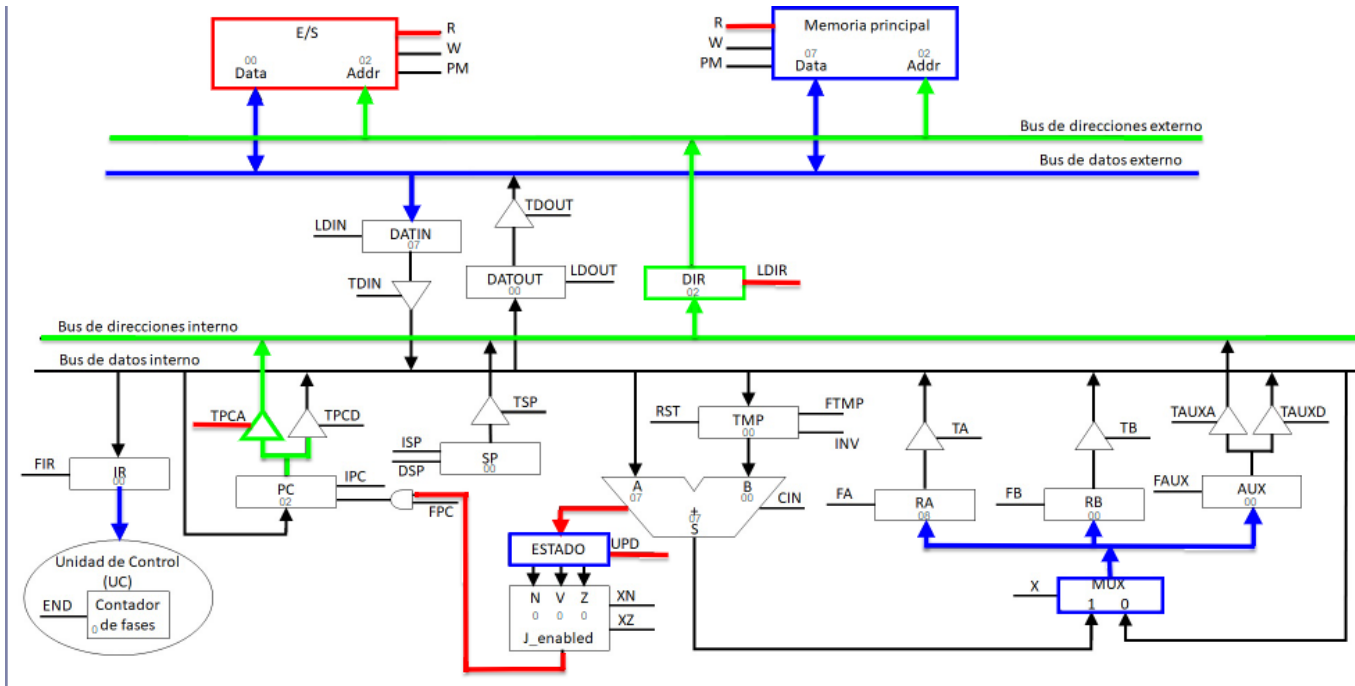 E/S
R
W
PM
00
Data
02
Addr
R
W
PM
Memoria principal
07
Data
02
Addr
Bus de direcciones externo
Bus de datos externo
LDIN
DATIN
07
TDIN
TDOUT
DATOUT
00
LDOUT
DIR
02
LDIR
Bus de direcciones interno
Bus de datos interno
FIR
IR
00
TPCA
TPCD
PC
02
IPC
FPC
TSP
ISP
DSP
SP
00
RST
TMP
00
FTMP
INV
A
07
B
00
+
07
S
CIN
TA
FA
RA
08
TB
FB
RB
00
TAUXA
TAUXD
FAUX
AUX
00
ESTADO
UPD
N V Z
0 0 0
J_enabled
XN
XZ
X
MUX
1 0
Unidad de Control
(UC)
END
Contador
de fases
0